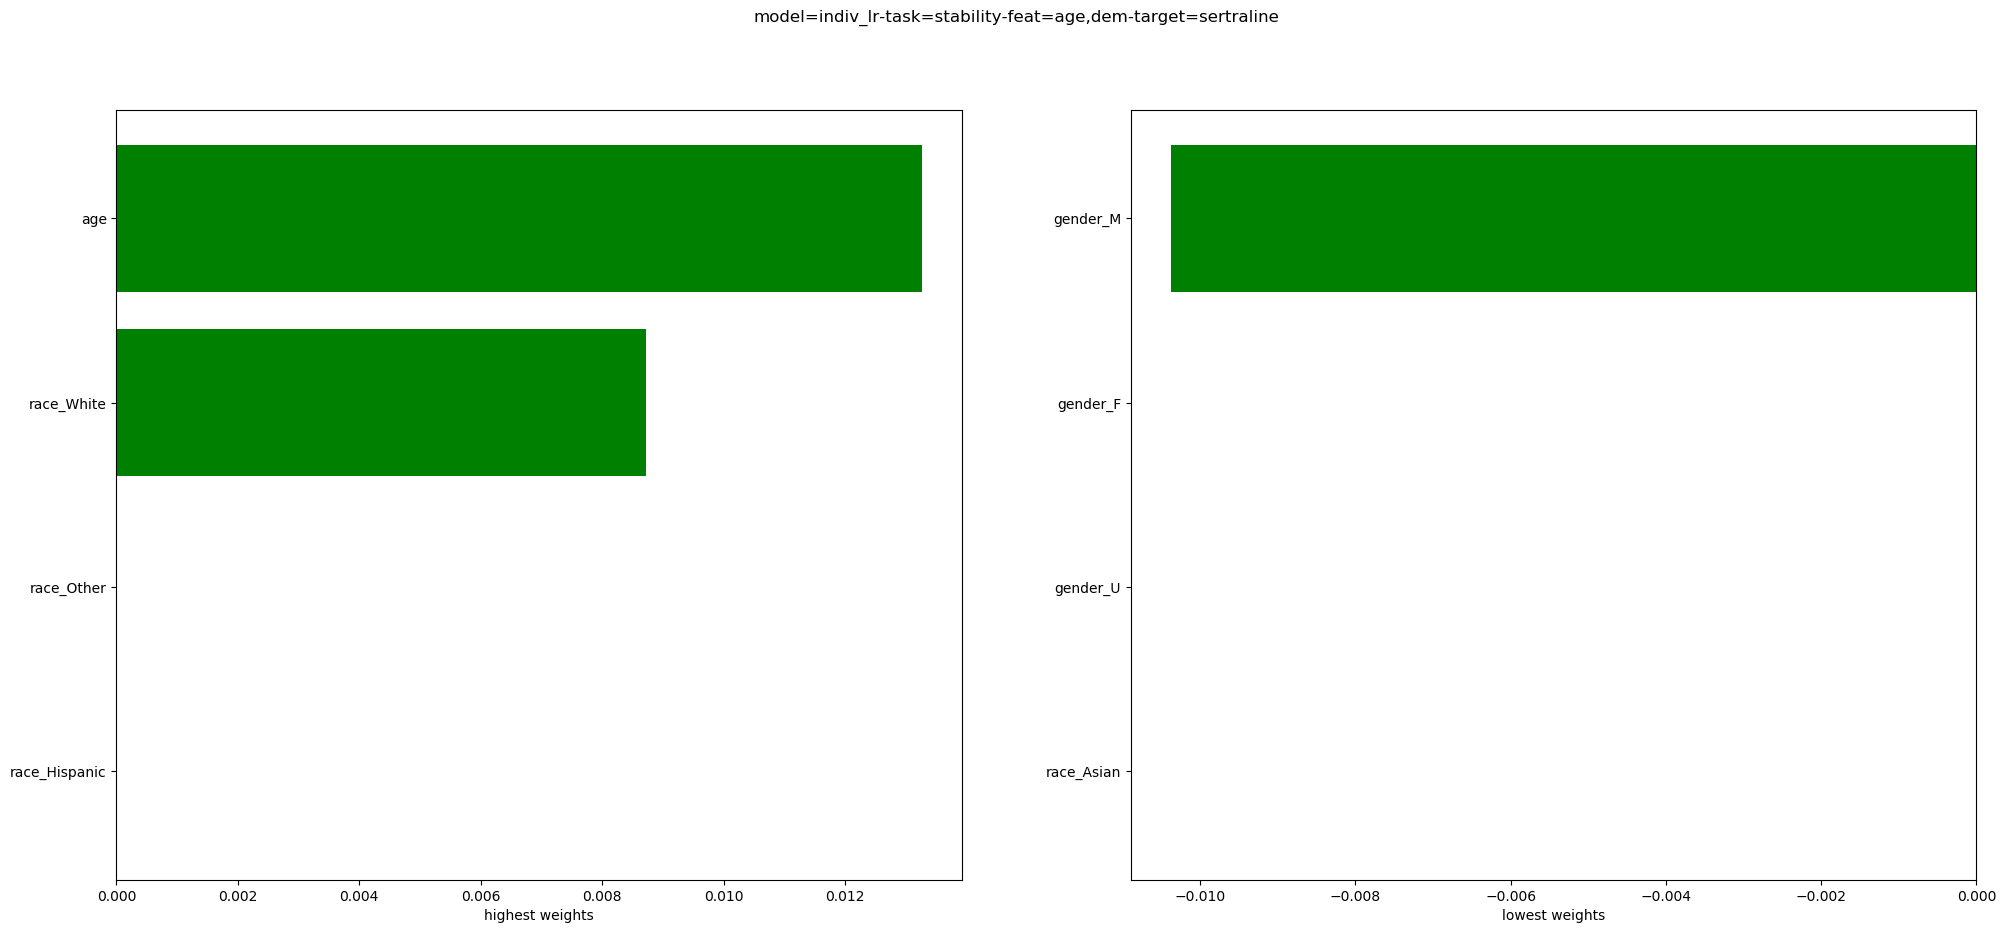 model=indiv_lr-task=stability-feat=age,dem-target=sertraline
age
race_White
race_Other
race_Hispanic
0.000 0.002 0.004 0.006 0.008 0.010 0.012
highest weights
gender_M
gender_F
gender_U
race_Asian
−0.010 −0.008 −0.006 −0.004 −0.002 0.000
lowest weights